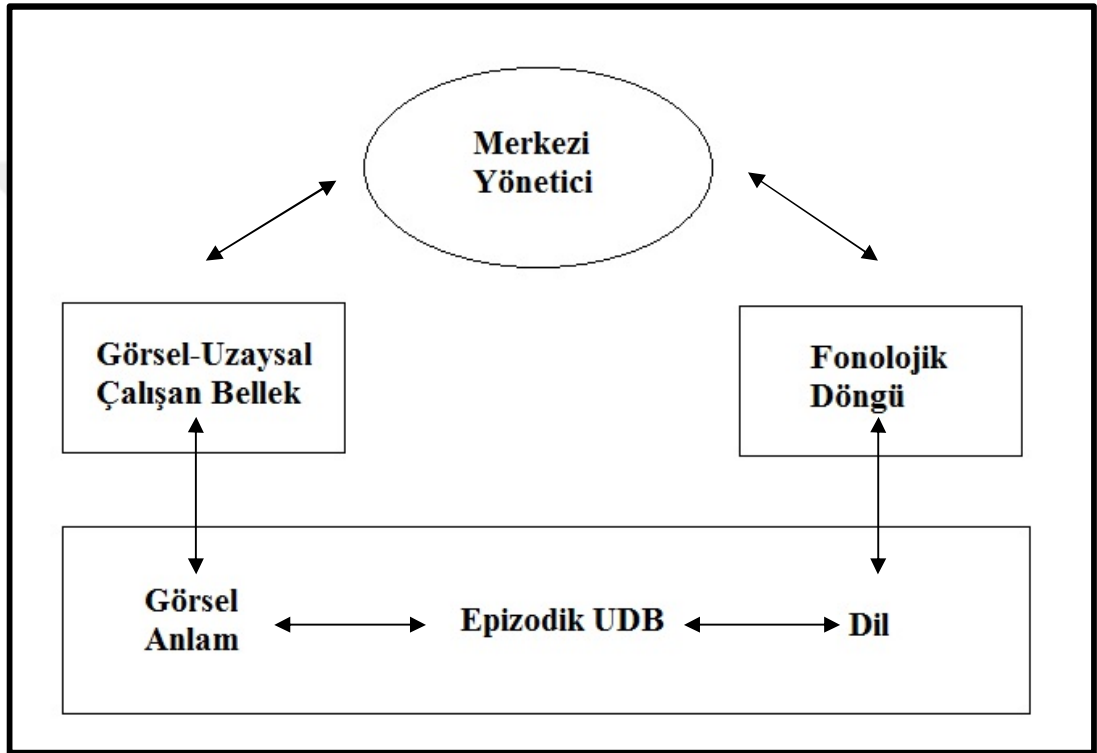 Merkezi
Yönetici
Görsel-Uzaysal
Çalışan Bellek
Fonolojik
Döngü
Görsel
Anlam
Epizodik UDB
Dil